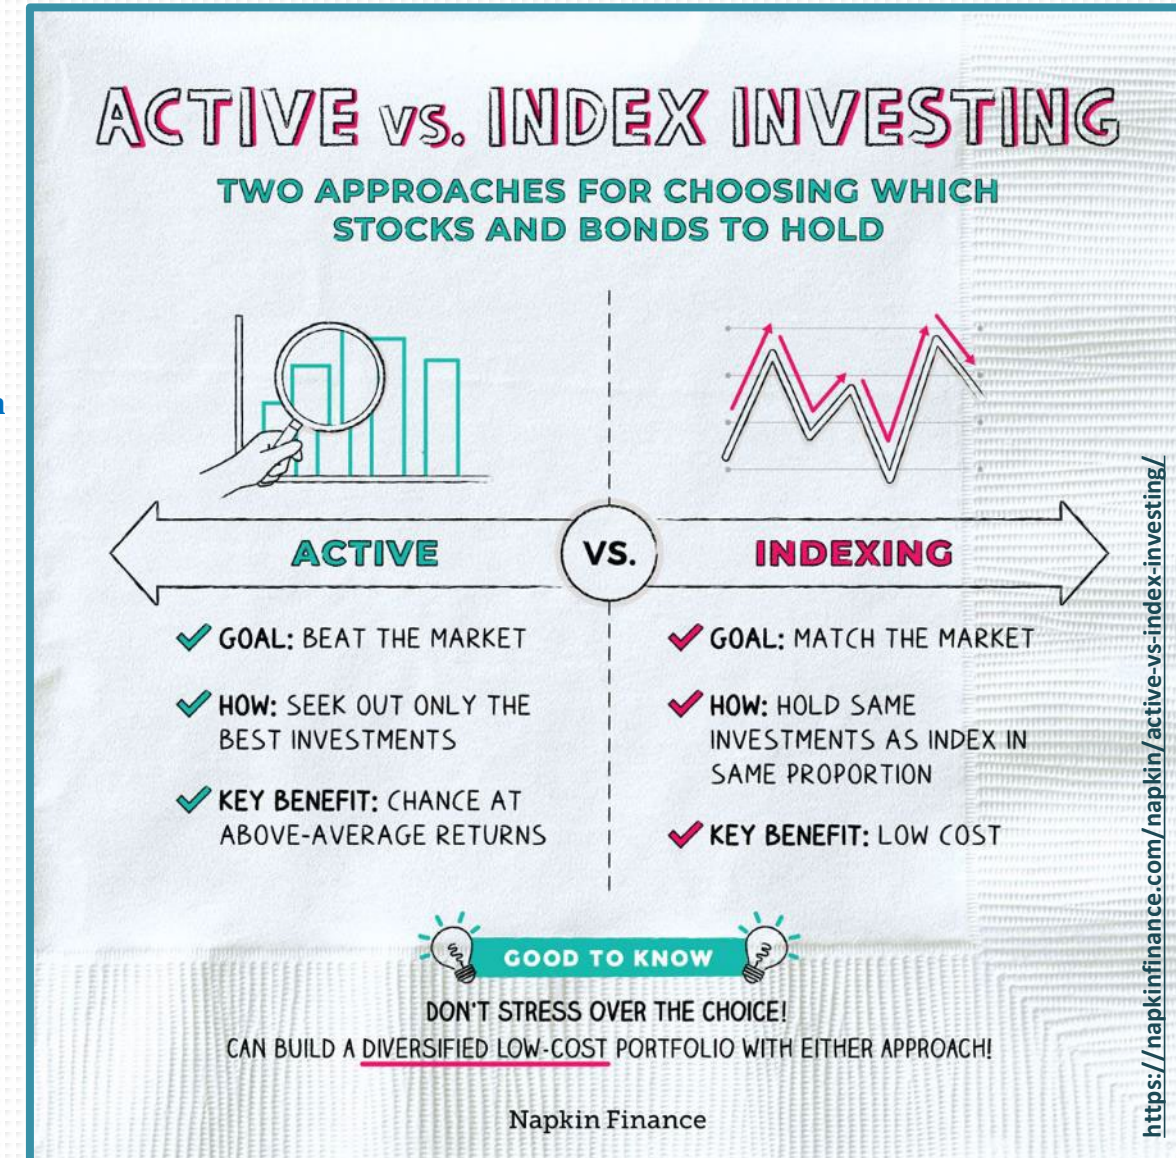 ACTIVE vs. INDEX INVESTING
TWO APPROACHES FOR CHOOSING WHICH
STOCKS AND BONDS TO HOLD
ACTIVE
VS.
INDEXING
GOAL: BEAT THE MARKET
HOW: SEEK OUT ONLY THE
BEST INVESTMENTS
KEY BENEFIT: CHANCE AT
ABOVE-AVERAGE RETURNS
GOAL: MATCH THE MARKET
HOW: HOLD SAME
INVESTMENTS AS INDEX IN
SAME PROPORTION
KEY BENEFIT: LOW COST
GOOD TO KNOW
DON'T STRESS OVER THE CHOICE!
CAN BUILD A DIVERSIFIED LOW-COST PORTFOLIO WITH EITHER APPROACH!
Napkin Finance
https://napkinfinance.com/napkin/active-vs-index-investing/